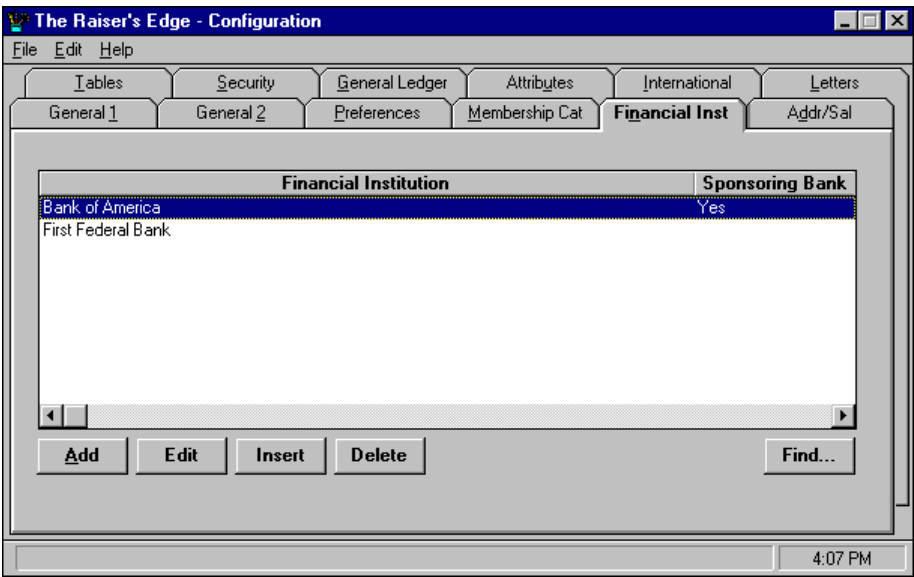 The Raiser's Edge - Configuration
File Edit Help
Tables Security General Ledger Attributes International Letters
General 1 General 2 Preferences Membership Cat Financial Inst Addr/Sal
Financial Institution Sponsoring Bank
Bank of America Yes
First Federal Bank
Add Edit Insert Delete Find...
4:07 PM